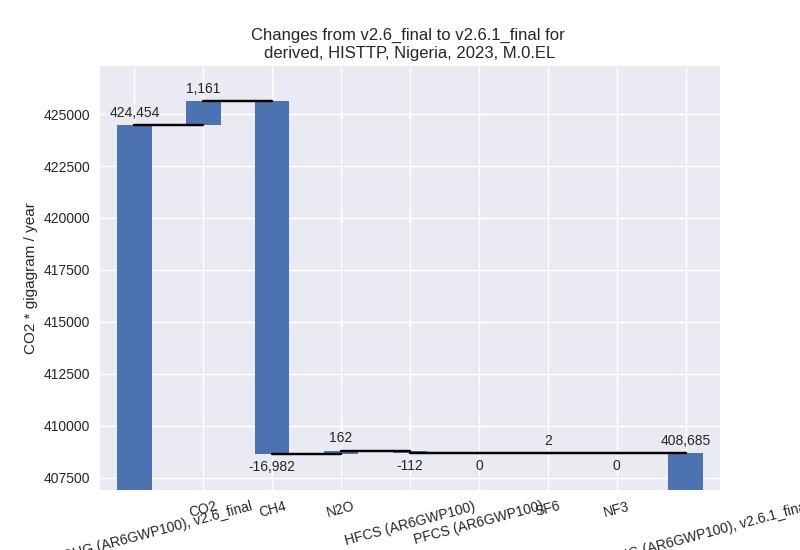 Changes from v2.6_final to v2.6.1_final for
derived, HISTTP, Nigeria, 2023, M.0.EL
CO2 * gigagram / year
425000
422500
420000
417500
415000
412500
410000
407500
424,454
1,161
-16,982
162
-112
0
2
0
408,685
(AR6GWP100), v2.6_final
CO2
CH4
N2O
HFCS (AR6GWP100)
PFCS (AR6GWP100)
SF6
NF3
(AR6GWP100), v2.6.1_final